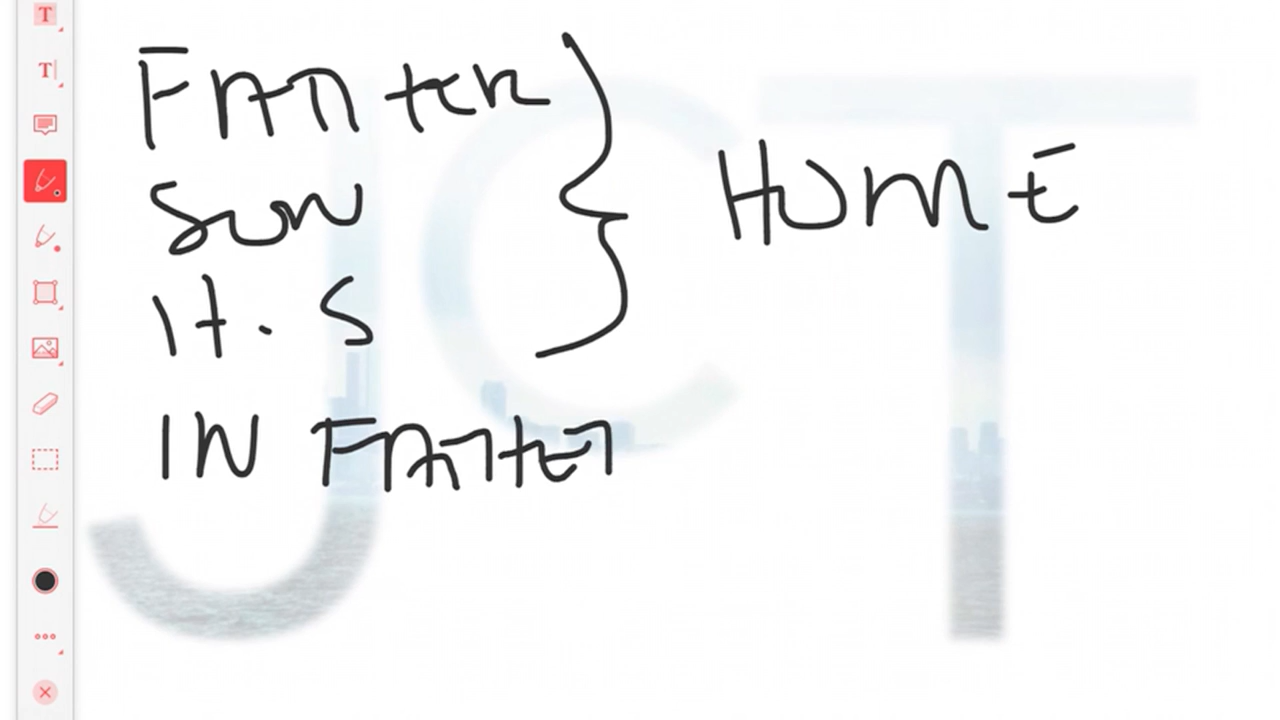 FATHER
SON
H.S
HOME
IN FATHER
JCT